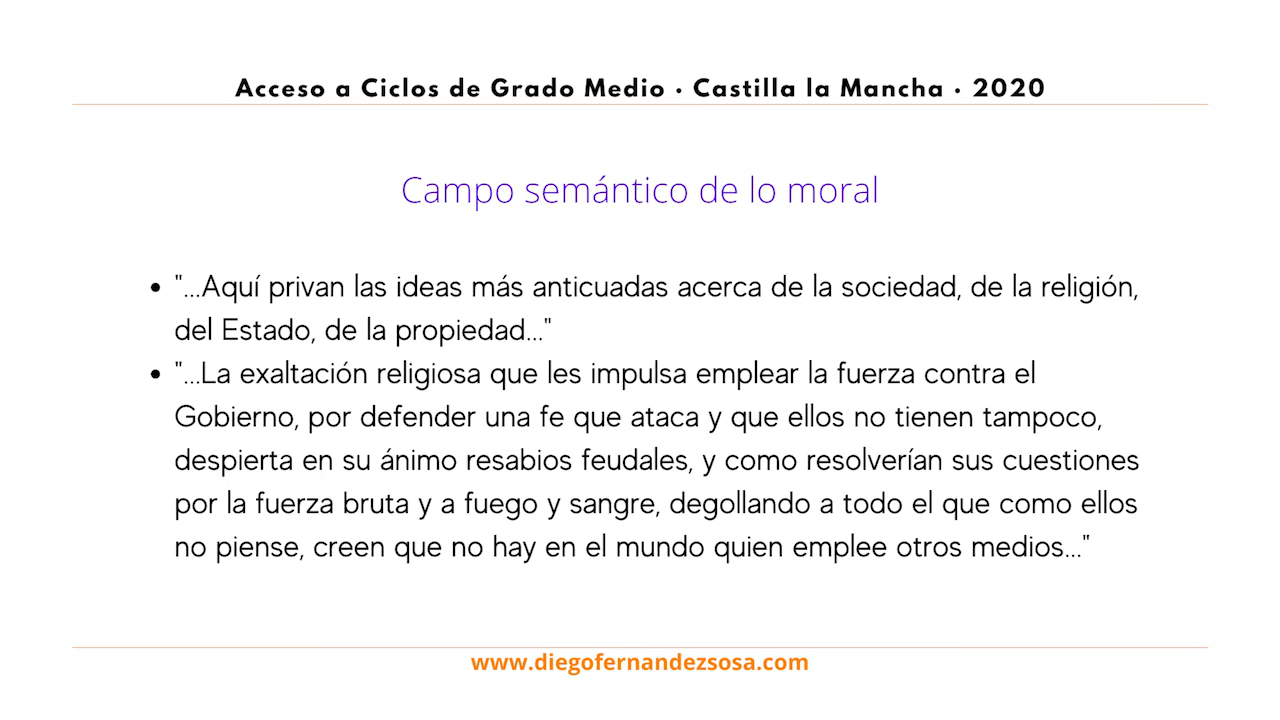 Acceso a Ciclos de Grado Medio · Castilla la Mancha · 2020
Campo semántico de lo moral
• "...Aquí privan las ideas más anticuadas acerca de la sociedad, de la religión,
del Estado, de la propiedad..."
• "...La exaltación religiosa que les impulsa emplear la fuerza contra el
Gobierno, por defender una fe que ataca y que ellos no tienen tampoco,
despierta en su ánimo resabios feudales, y como resolverían sus cuestiones
por la fuerza bruta y a fuego y sangre, degollando a todo el que como ellos
no piense, creen que no hay en el mundo quien emplee otros medios..."
www.diegofernandezsosa.com